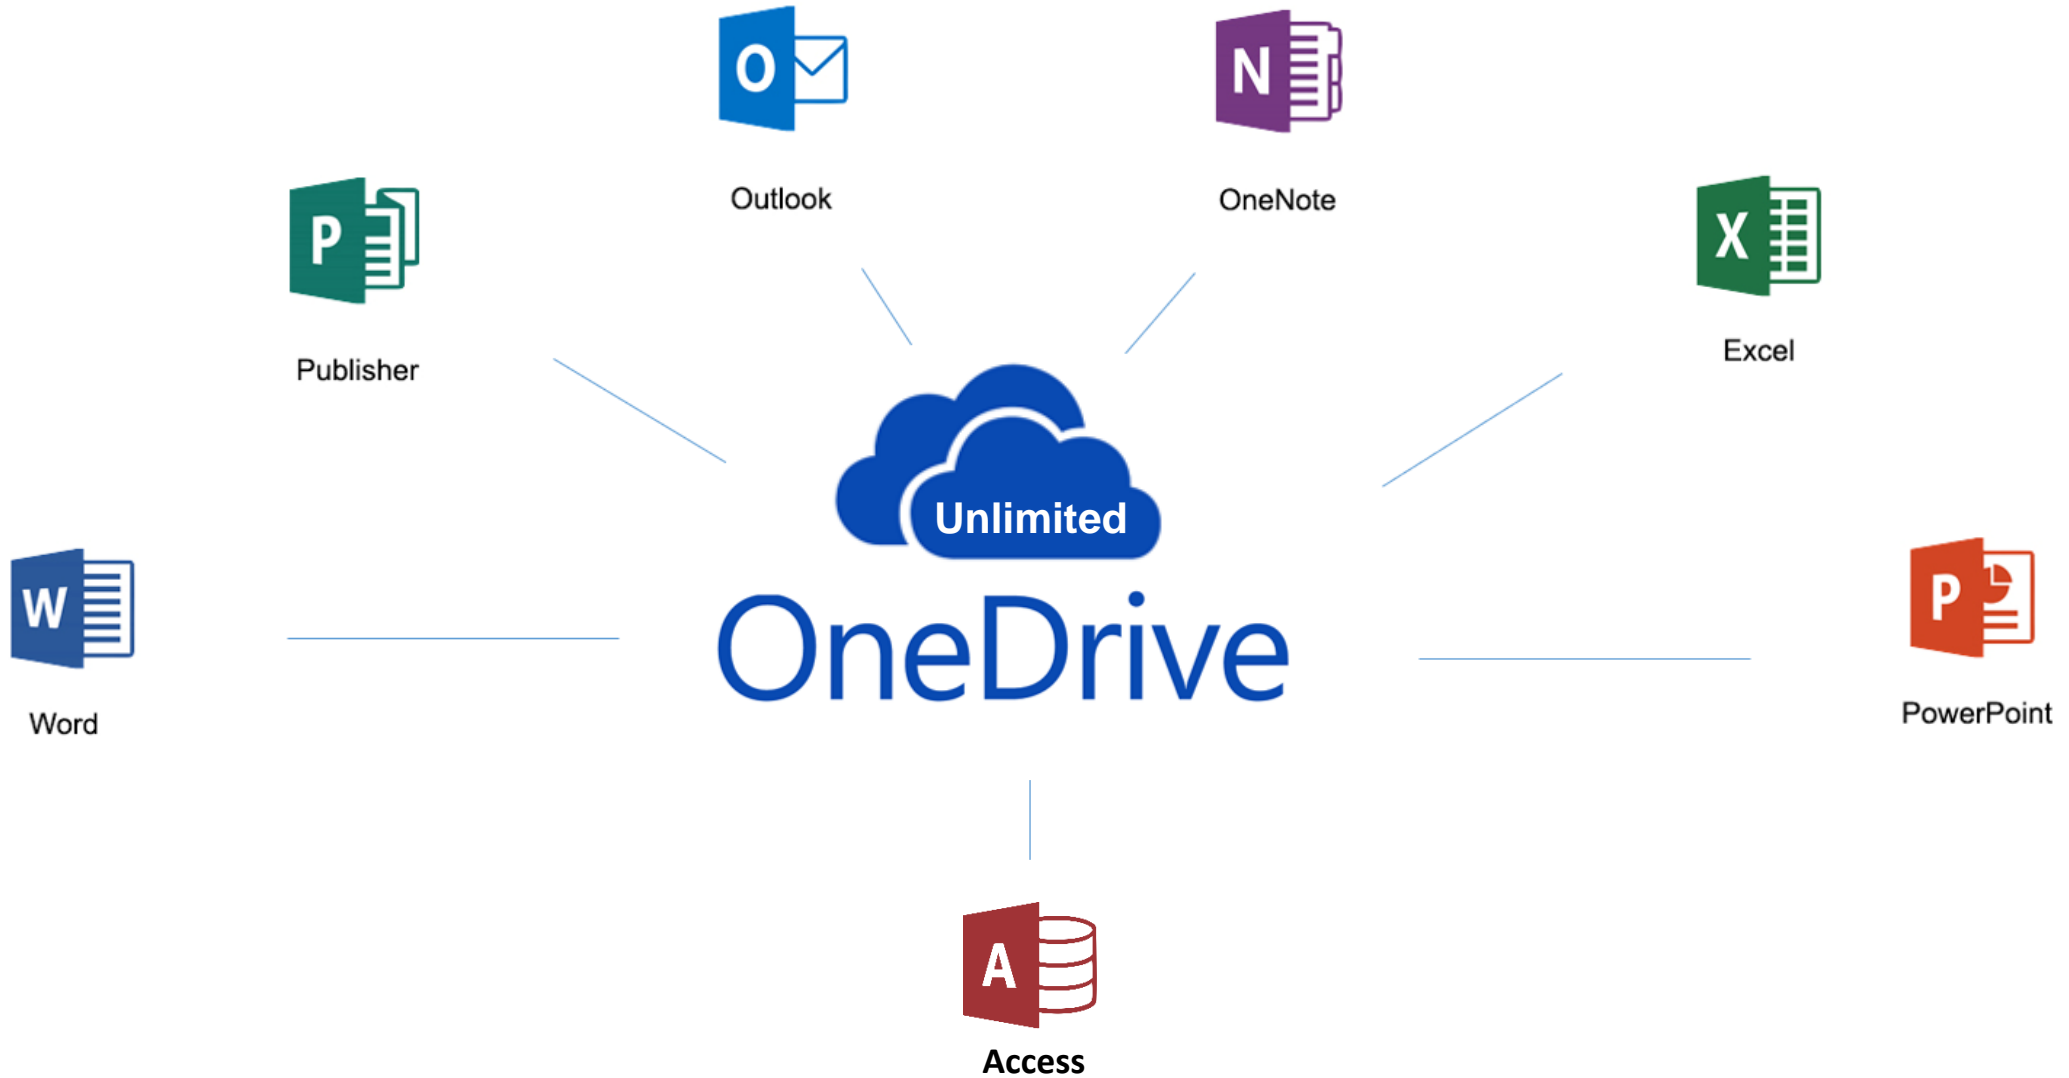 O
Outlook
N
OneNote
P
Publisher
X
Excel
Unlimited
OneDrive
W
Word
P
PowerPoint
A
Access